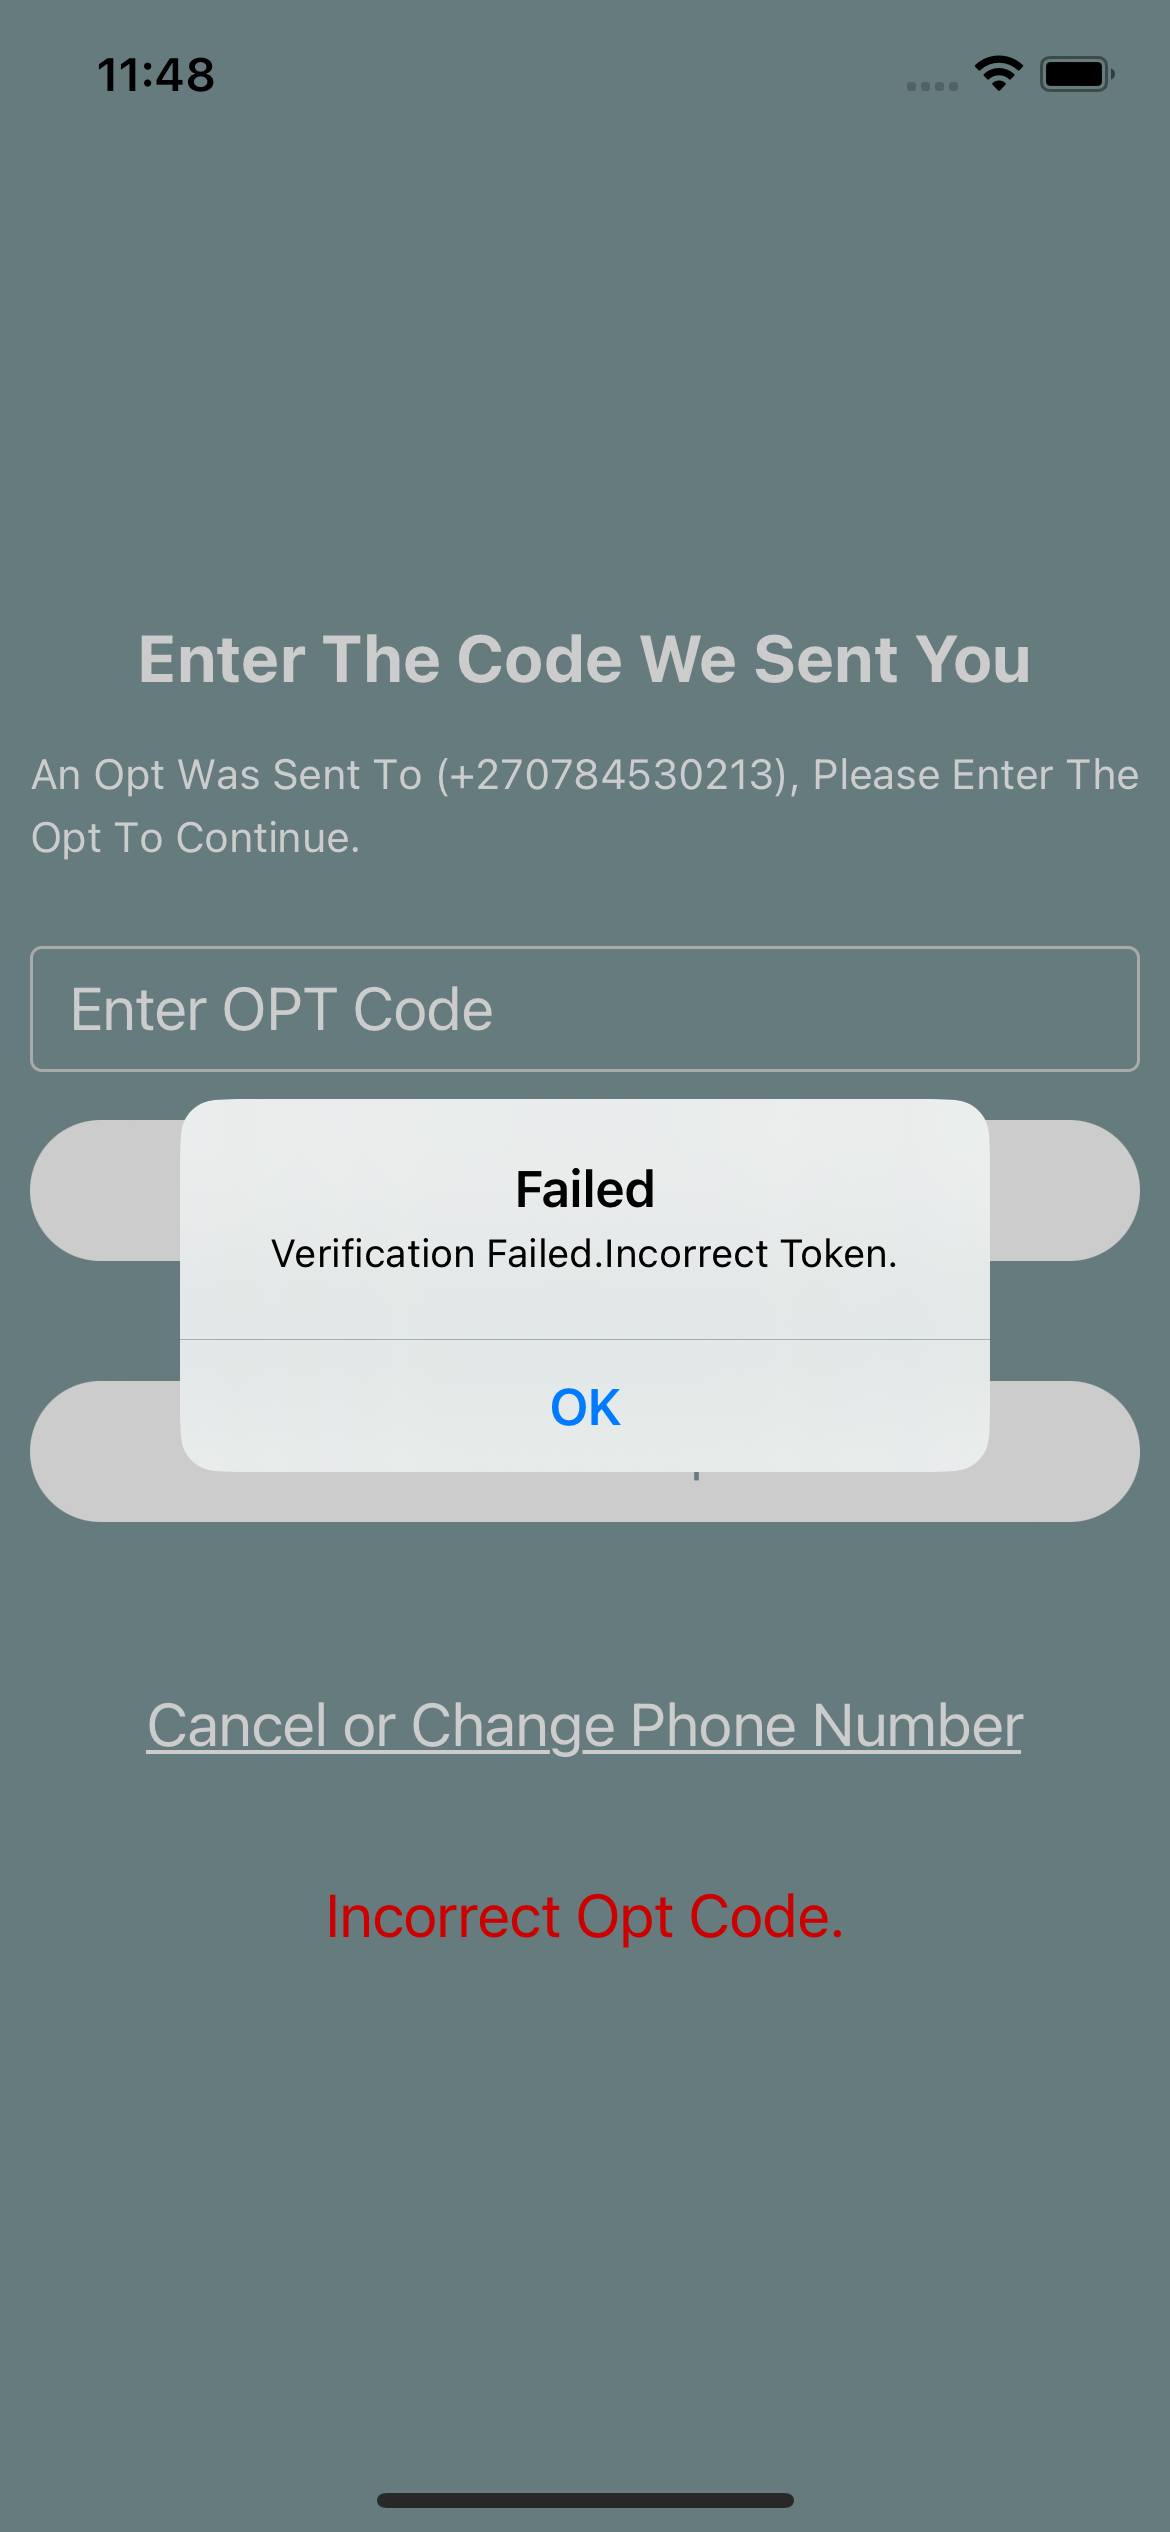 11:48
Enter The Code We Sent You
An Opt Was Sent To (+270784530213), Please Enter The
Opt To Continue.
Enter OPT Code
Failed
Verification Failed.Incorrect Token.
OK
Cancel or Change Phone Number
Incorrect Opt Code.